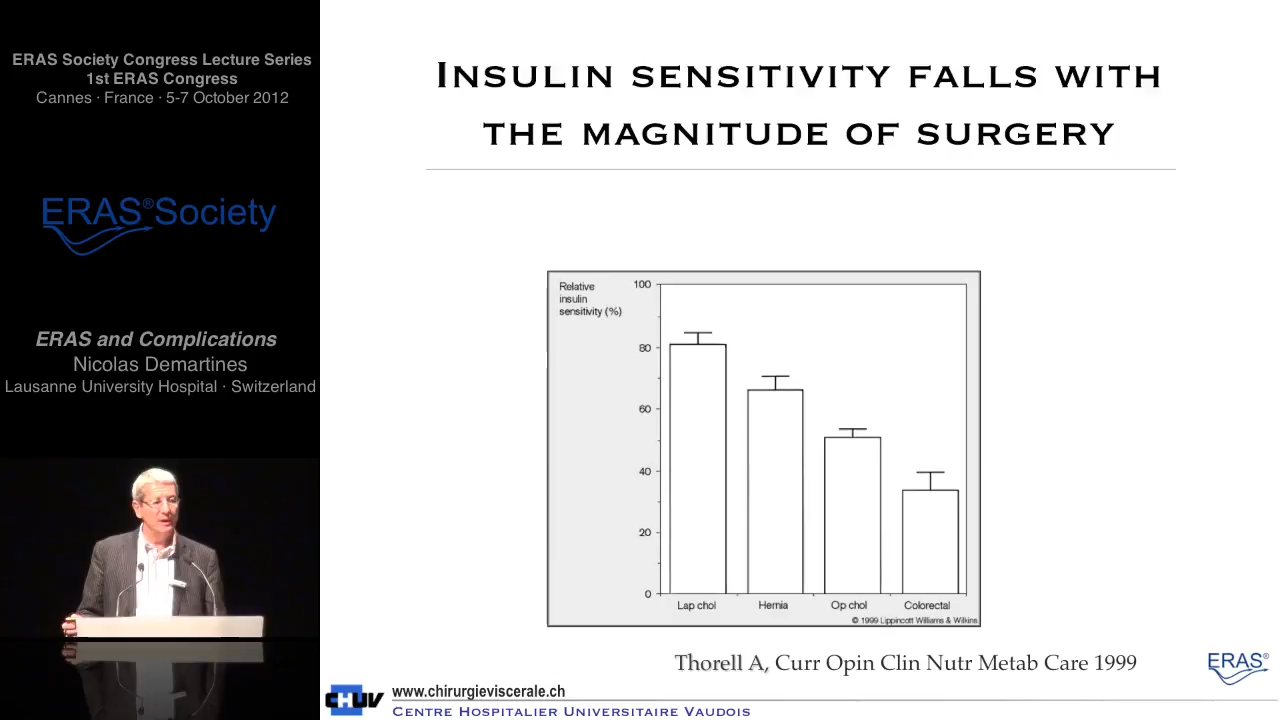 ERAS Society Congress Lecture Series
1st ERAS Congress
Cannes · France · 5-7 October 2012
ERAS®Society
ERAS and Complications
Nicolas Demartines
Lausanne University Hospital · Switzerland
INSULIN SENSITIVITY FALLS WITH
THE MAGNITUDE OF SURGERY
Relative
insulin
sensitivity (%)
100
80
60
40
20
0
Lap chol Hernia Op chol Colorectal
© 1999 Lippincott Williams & Wilkins
Thorell A, Curr Opin Clin Nutr Metab Care 1999
ERAS®
CHUV
www.chirurgieviscerale.ch
CENTRE HOSPITALIER UNIVERSITAIRE VAUDOIS